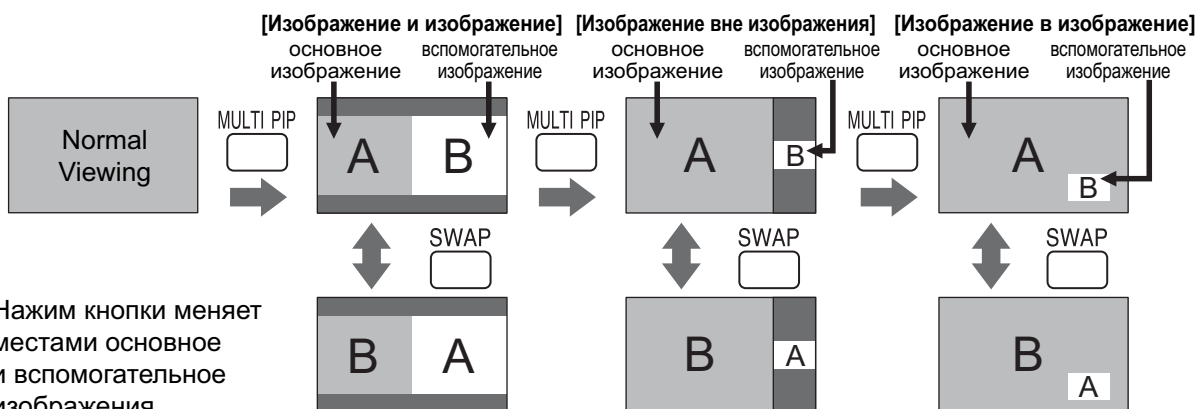 [Изображение и изображение] [Изображение вне изображения] [Изображение в изображение]
основное вспомогательное основное вспомогательное основное вспомогательное
изображение изображение изображение изображение изображение изображение
Normal
Viewing
MULTI PIP
A B
MULTI PIP
A B
MULTI PIP
A B
SWAP SWAP SWAP
Нажим кнопки меняет
местами основное
и вспомогательное
изображения
B A
B A
B A